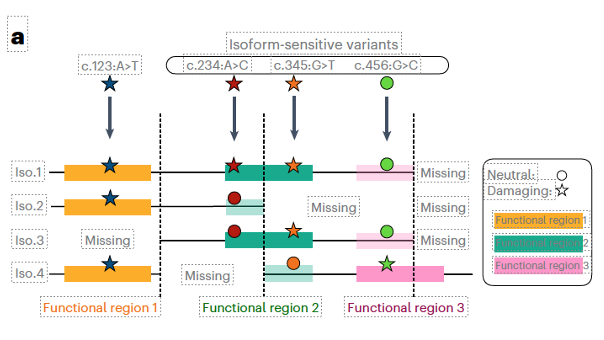 a
Isoform-sensitive variants
c.123:A>T
c.234:A>C
c.345:G>T
c.456:G>C
Iso.1
Missing
Iso.2
Missing
Missing
Iso.3
Missing
Missing
Iso.4
Missing
Functional region 1
Functional region 2
Functional region 3
Neutral:
Damaging:
Functional region 1
Functional region 2
Functional region 3